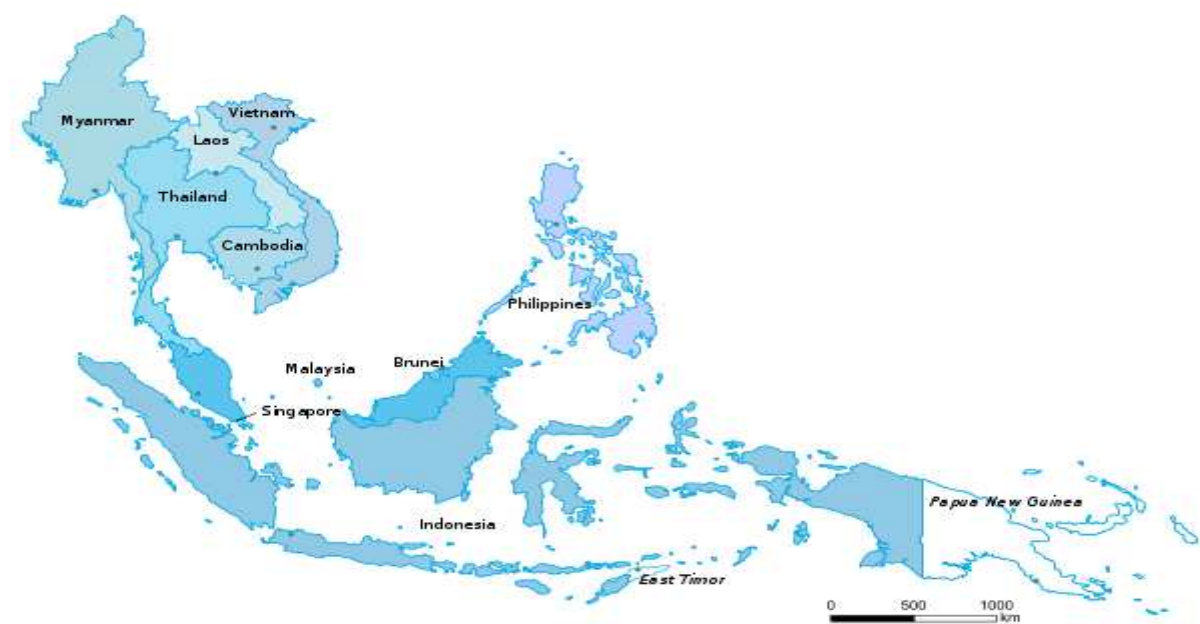 Vietnam
Myanmar
Laos
Thailand
Cambodia
Philippines
Brunei
Malaysia
Singapore
Papua New Guinea
Indonesia
East Timor
0 500 1000
km